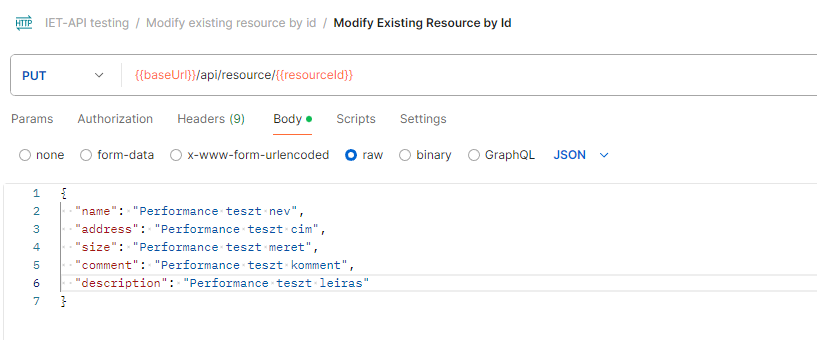 HTTP IET-API testing / Modify existing resource by id / Modify Existing Resource by Id
PUT {{baseUrl}}/api/resource/{{resourceId}}
Params Authorization Headers (9) Body Scripts Settings
none form-data x-www-form-urlencoded raw binary GraphQL JSON
1 {
2 "name": "Performance teszt nev",
3 "address": "Performance teszt cim",
4 "size": "Performance teszt meret",
5 "comment": "Performance teszt komment",
6 "description": "Performance teszt leiras"
7 }